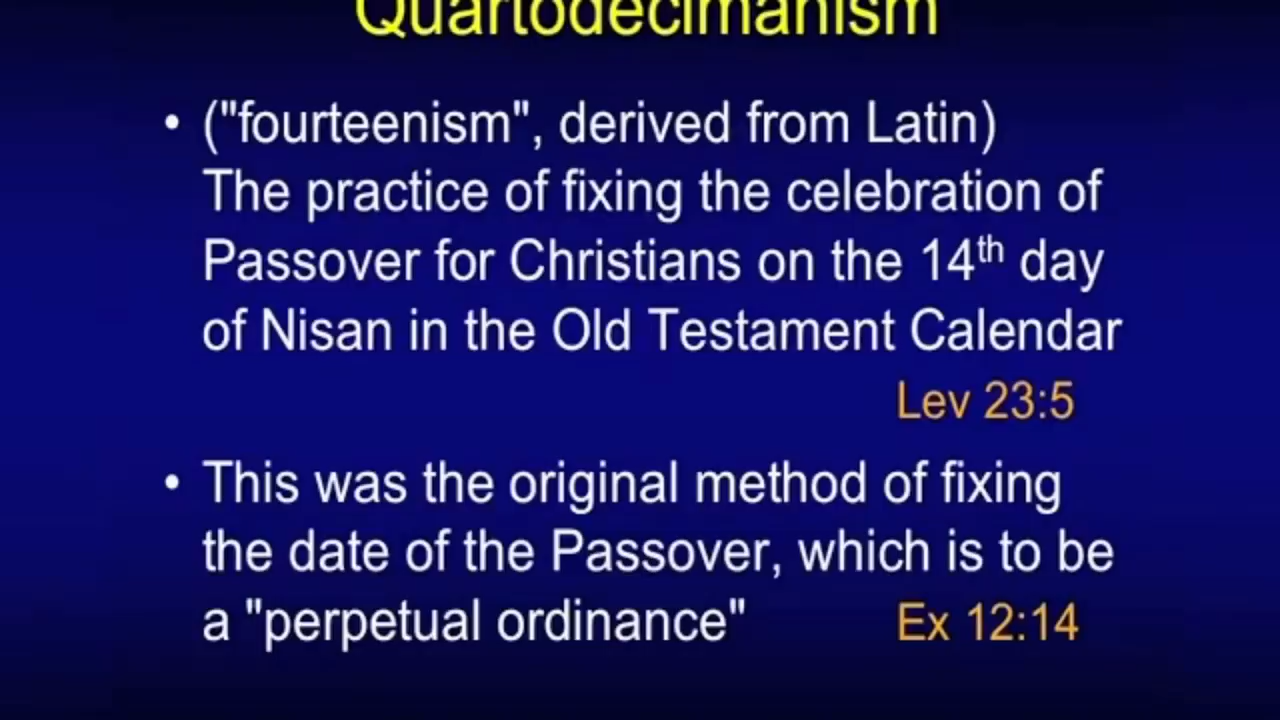 Quartodecimanism
• ("fourteenism", derived from Latin)
The practice of fixing the celebration of
Passover for Christians on the 14th day
of Nisan in the Old Testament Calendar
Lev 23:5
• This was the original method of fixing
the date of the Passover, which is to be
a "perpetual ordinance" Ex 12:14